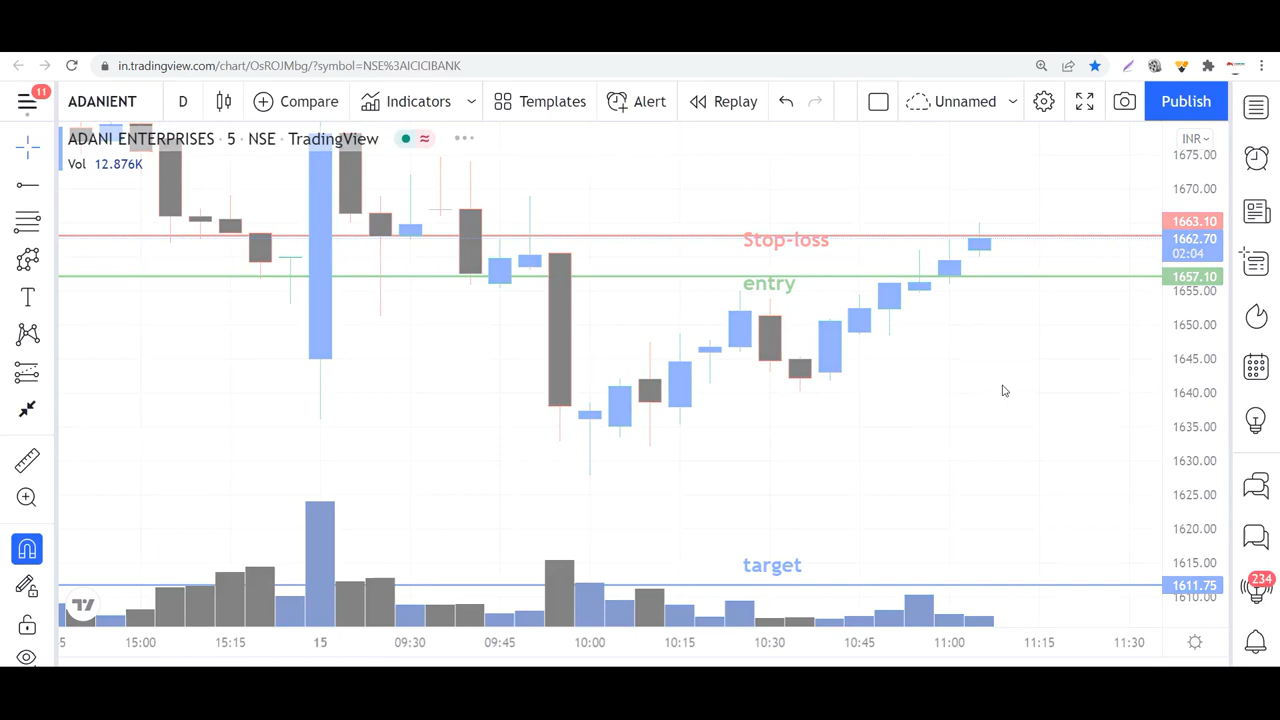 in.tradingview.com/chart/OsROJMbg/?symbol=NSE%3AICICIBANK
11
ADANIENT D Compare Indicators Templates Alert Replay Unnamed Publish
ADANI ENTERPRISES · 5 · NSE · TradingView
INR
Vol 12.876K
1675.00
1670.00
1663.10
Stop-loss
1662.70
02:04
entry
1657.10
1655.00
1650.00
1645.00
1640.00
1635.00
1630.00
1625.00
1620.00
1615.00
target
1611.75
1610.00
234
5 15:00 15:15 15 09:30 09:45 10:00 10:15 10:30 10:45 11:00 11:15 11:30